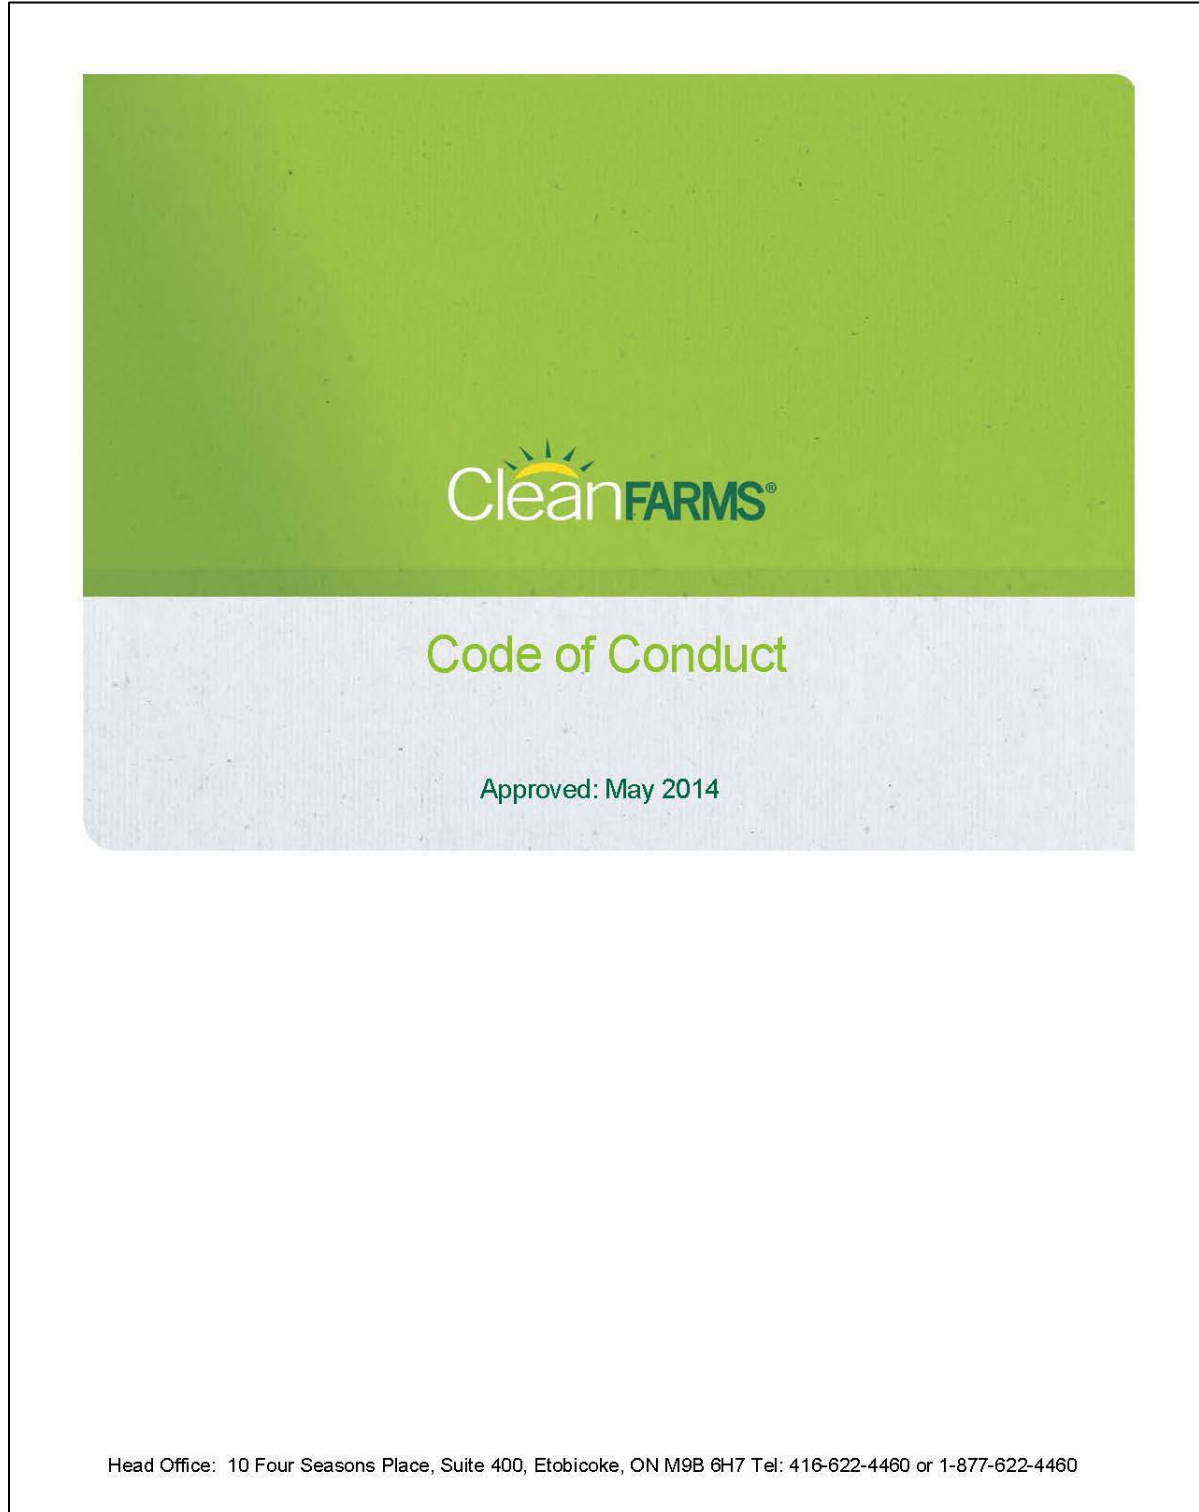 CleanFARMS®
Code of Conduct
Approved: May 2014
Head Office: 10 Four Seasons Place, Suite 400, Etobicoke, ON M9B 6H7 Tel: 416-622-4460 or 1-877-622-4460